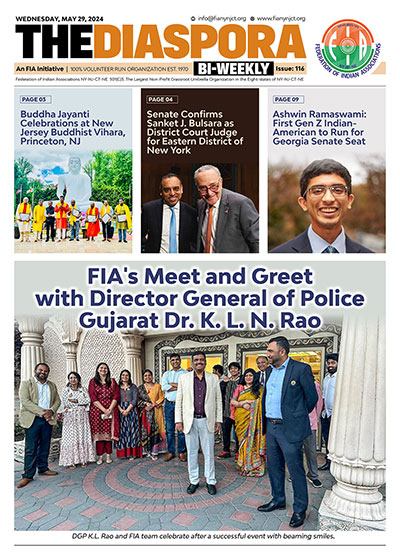 WEDNESDAY, MAY 29, 2024
info@fianynjct.org www.fianynjct.org
THEDIASPORA
BI-WEEKLY Issue: 116
An FIA Initiative | 100% VOLUNTEER RUN ORGANIZATION EST. 1970
FIA
FEDERATION OF INDIAN ASSOCIATIONS
Federation of Indian Associations NY-NJ-CT-NE 501(c)3. The Largest Non-Profit Grassroot Umbrella Organization in the Eight states of NY-NJ-CT-NE
PAGE 03
Buddha Jayanti
Celebrations at New
Jersey Buddhist Vihara,
Princeton, NJ
PAGE 04
Senate Confirms
Sanket J. Bulsara as
District Court Judge
for Eastern District of
New York
PAGE 09
Ashwin Ramaswami:
First Gen Z Indian-
American to Run for
Georgia Senate Seat
FIA's Meet and Greet
with Director General of Police
Gujarat Dr. K. L. N. Rao
DGP K.L. Rao and FIA team celebrate after a successful event with beaming smiles.